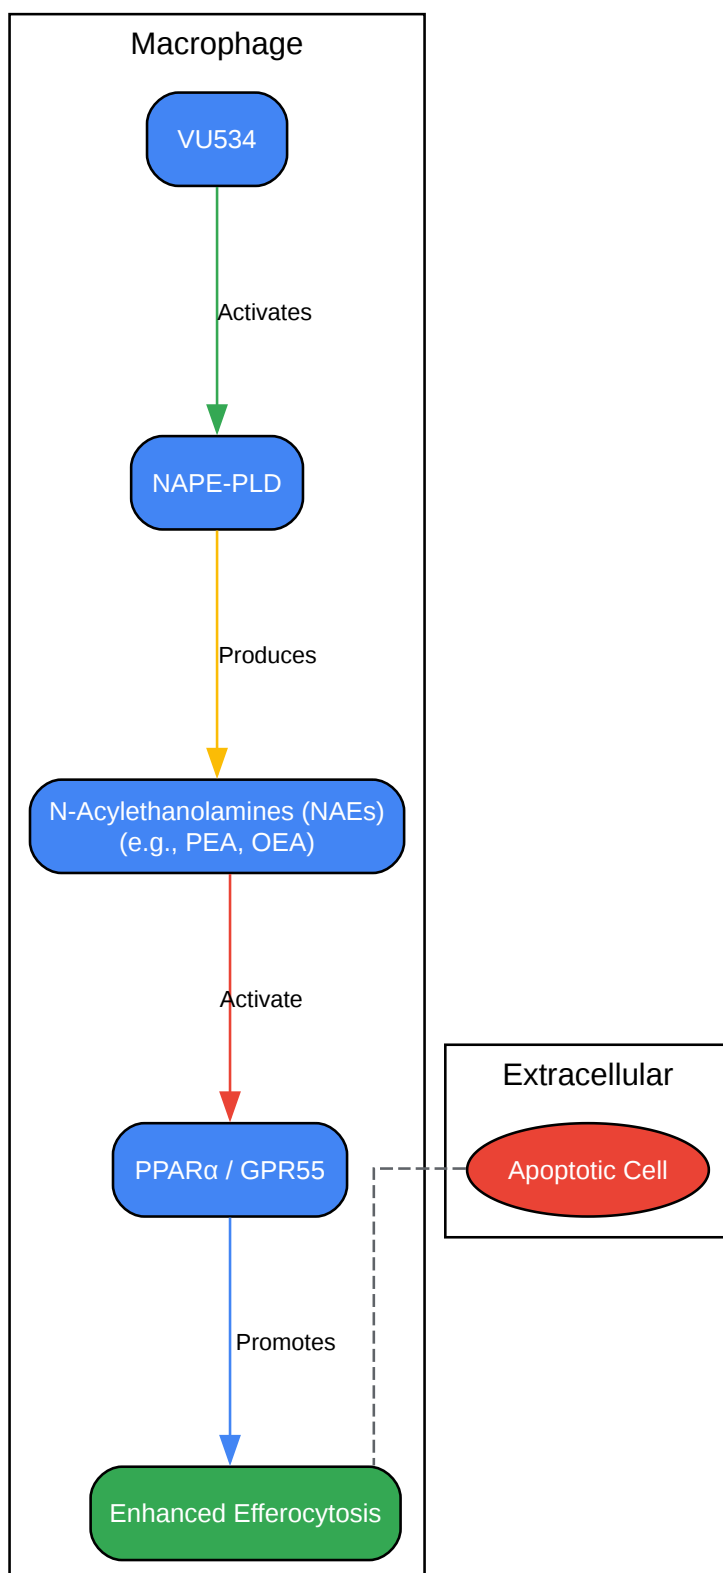 Macrophage
VU534
Activates
NAPE-PLD
Produces
N-Acylethanolamines (NAEs)
(e.g., PEA, OEA)
Activate
Extracellular
PPARα / GPR55
Apoptotic Cell
Promotes
Enhanced Efferocytosis